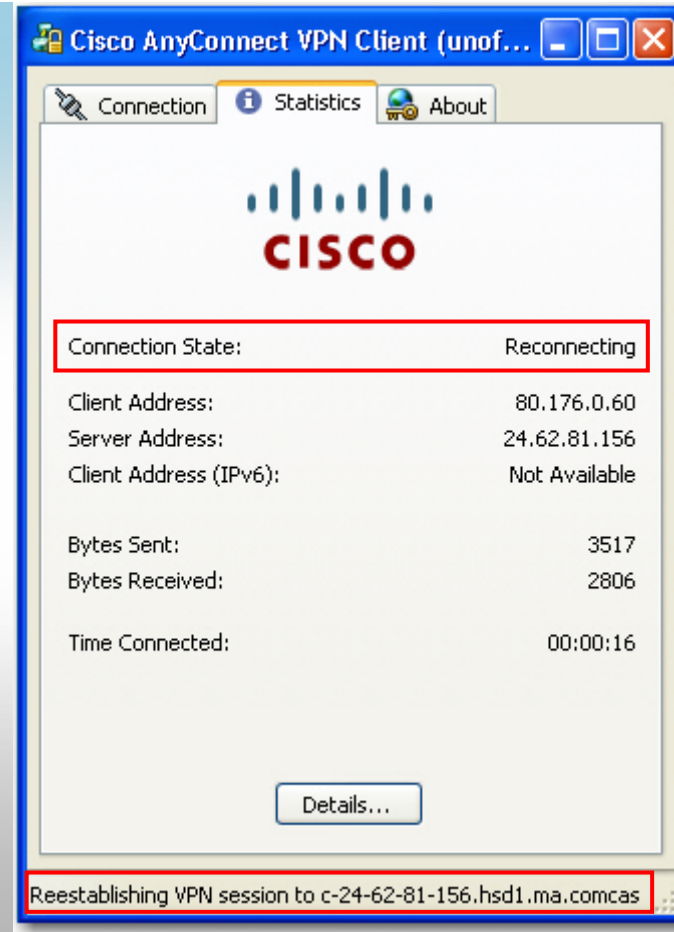 Cisco AnyConnect VPN Client (unof...
Connection Statistics About
CISCO
Connection State: Reconnecting
Client Address: 80.176.0.60
Server Address: 24.62.81.156
Client Address (IPv6): Not Available
Bytes Sent: 3517
Bytes Received: 2806
Time Connected: 00:00:16
Details...
Reestablishing VPN session to c-24-62-81-156.hsd1.ma.comcas